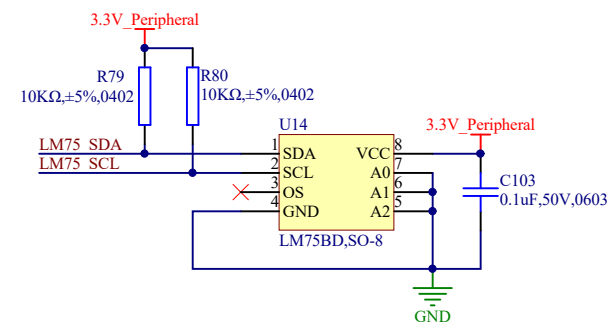 3.3V_Peripheral
R79
10KΩ,±5%,0402
R80
10KΩ,±5%,0402
LM75_SDA
LM75_SCL
U14
1 SDA VCC 8
2 SCL A0 7
3 OS A1 6
4 GND A2 5
LM75BD,SO-8
3.3V_Peripheral
C103
0.1uF,50V,0603
GND